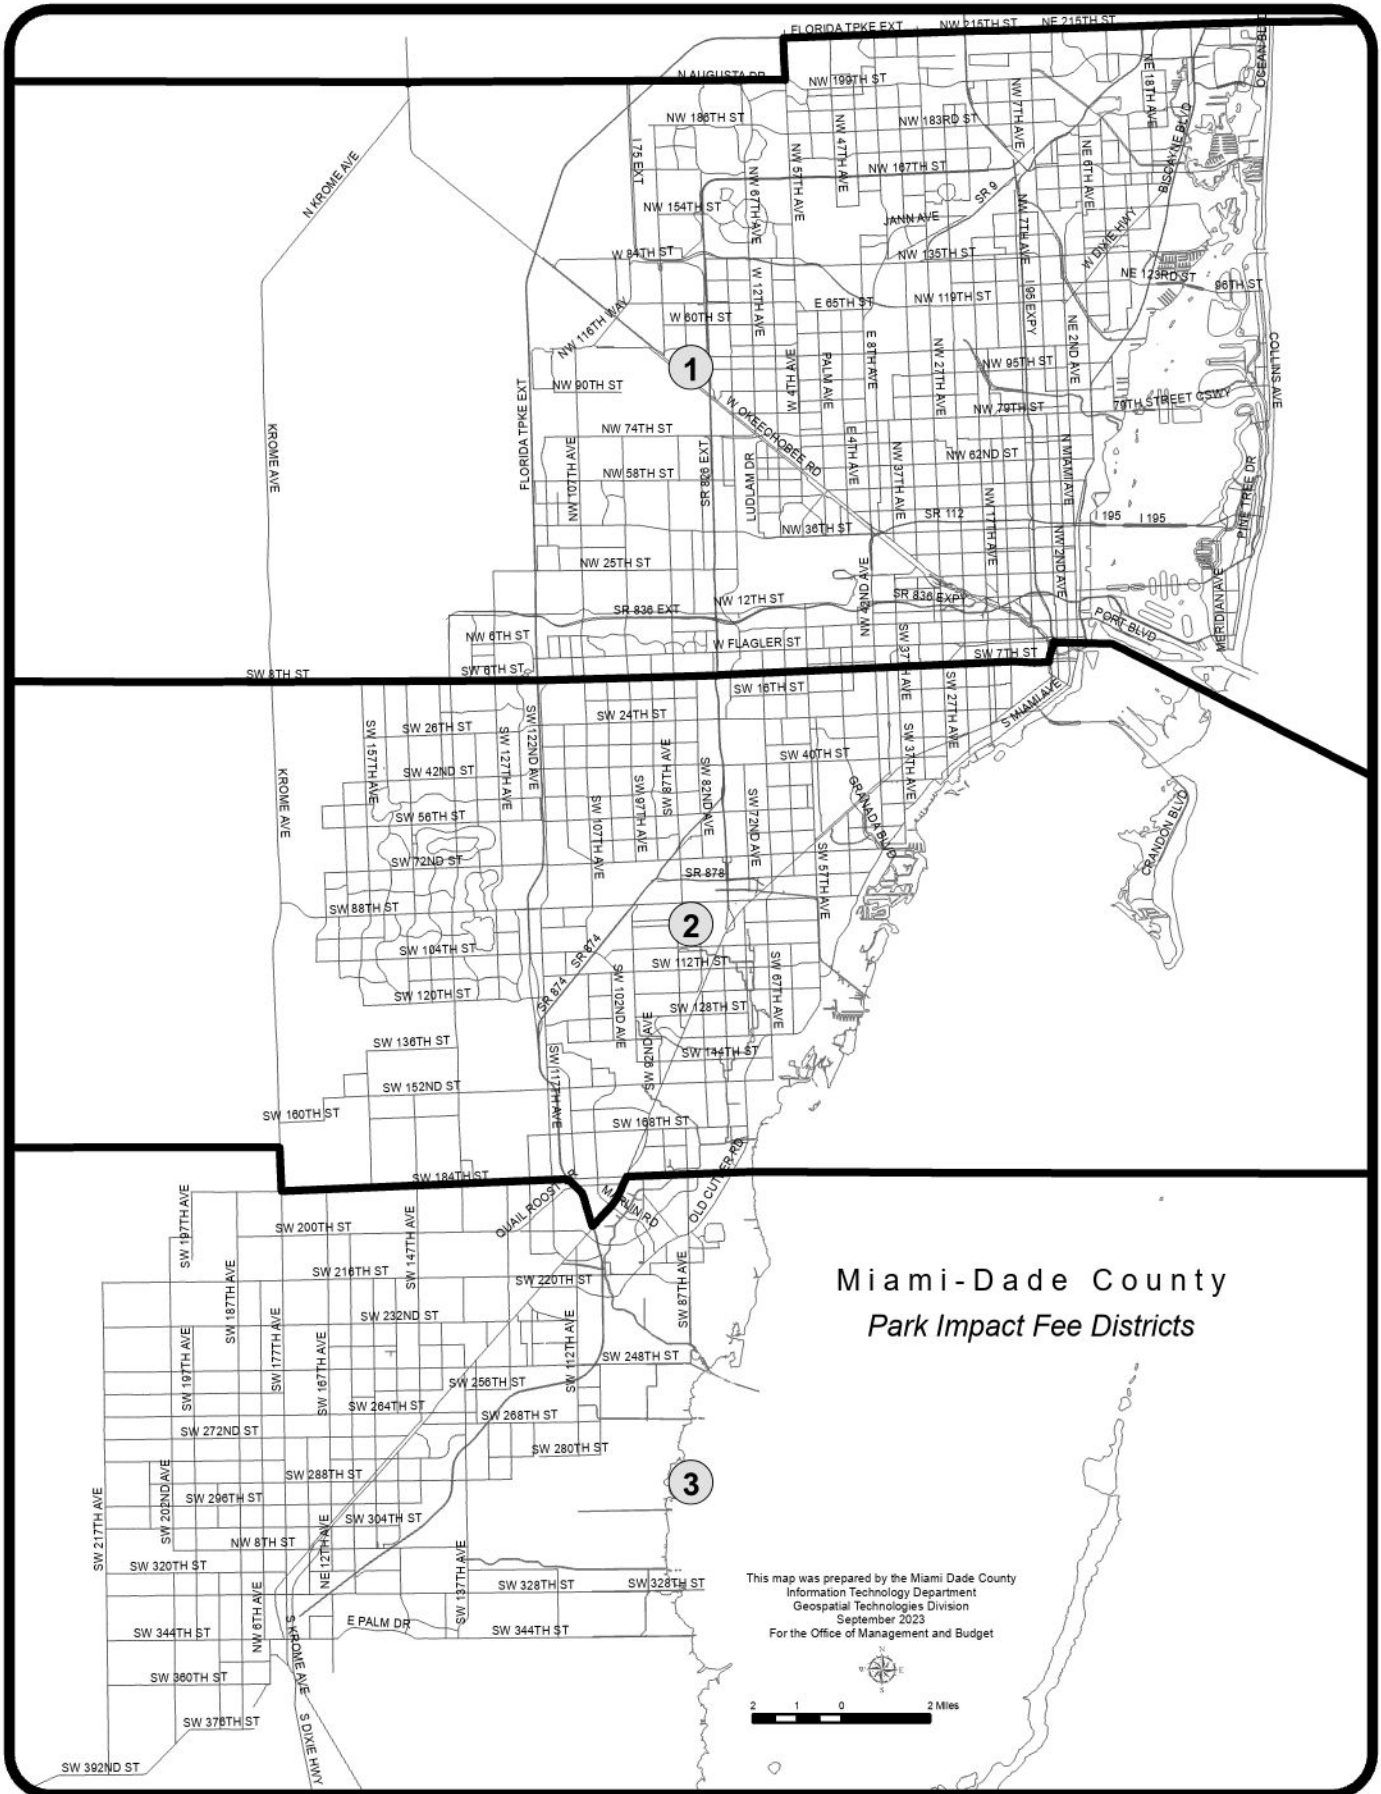 FLORIDA TPKE EXT
NW 215TH ST
NE 215TH ST
N AUGUSTA DR
NW 199TH ST
NE 18TH AVE
NW 186TH ST
NW 47TH AVE
NW 183RD ST
NW 7TH AVE
BISCAYNE BLVD
I 75 EXT
NW 57TH AVE
NW 167TH ST
NE 6TH AVE
N KROME AVE
NW 67TH AVE
NW 154TH ST
JANN AVE
SR 9
NW 7TH AVE
W DIXIE HWY
W 84TH ST
NW 135TH ST
NE 123RD ST
96TH ST
W 12TH AVE
E 65TH ST
NW 119TH ST
I 95 EXPY
W 60TH ST
NW 116TH WAY
1
E 8TH AVE
NE 2ND AVE
COLLINS AVE
NW 90TH ST
W 4TH AVE
PALM AVE
NW 27TH AVE
NW 95TH ST
79TH STREET CSWY
NW 79TH ST
FLORIDA TPKE EXT
KROME AVE
NW 74TH ST
W OKEECHOBEE RD
E 4TH AVE
NW 37TH AVE
NW 62ND ST
N MIAMI AVE
NW 107TH AVE
NW 58TH ST
SR 826 EXT
LUDLAM DR
NW 17TH AVE
PINE TREE DR
NW 36TH ST
SR 112
I 195
I 195
NW 25TH ST
NW 2ND AVE
NW 42ND AVE
SR 836 EXPY
MERIDIAN AVE
NW 12TH ST
SR 836 EXT
PORT BLVD
NW 6TH ST
W FLAGLER ST
SW 37TH AVE
SW 7TH ST
SW 8TH ST
SW 6TH ST
SW 16TH ST
SW 27TH AVE
S MIAMI AVE
SW 24TH ST
SW 26TH ST
SW 122ND AVE
SW 157TH AVE
SW 127TH AVE
SW 87TH AVE
SW 40TH ST
SW 37TH AVE
SW 42ND ST
SW 97TH AVE
SW 82ND AVE
SW 72ND AVE
GRANADA BLVD
KROME AVE
SW 56TH ST
SW 107TH AVE
CRANDON BLVD
SW 72ND ST
SW 57TH AVE
SR 878
SW 88TH ST
2
SW 104TH ST
SR 874
SW 112TH ST
SW 67TH AVE
SW 120TH ST
SR 874
SW 102ND AVE
SW 128TH ST
SW 136TH ST
SW 92ND AVE
SW 144TH ST
SW 152ND ST
SW 117TH AVE
SW 160TH ST
SW 168TH ST
SW 184TH ST
OLD CUTLER RD
SW 197TH AVE
MARLIN RD
SW 200TH ST
SW 147TH AVE
SW 187TH AVE
SW 216TH ST
SW 220TH ST
SW 87TH AVE
Miami-Dade County
SW 232ND ST
Park Impact Fee Districts
SW 197TH AVE
SW 177TH AVE
SW 167TH AVE
SW 112TH AVE
SW 248TH ST
SW 256TH ST
SW 264TH ST
SW 268TH ST
SW 272ND ST
SW 280TH ST
SW 288TH ST
3
SW 217TH AVE
SW 202ND AVE
SW 296TH ST
SW 304TH ST
NW 8TH ST
NE 12TH AVE
SW 320TH ST
SW 137TH AVE
SW 328TH ST
SW 328TH ST
This map was prepared by the Miami Dade County
Information Technology Department
Geospatial Technologies Division
September 2023
For the Office of Management and Budget
NW 6TH AVE
E PALM DR
SW 344TH ST
SW 344TH ST
S KROME AVE
N
W E
S
SW 360TH ST
2 1 0 2 Miles
SW 376TH ST
S DIXIE HWY
SW 392ND ST